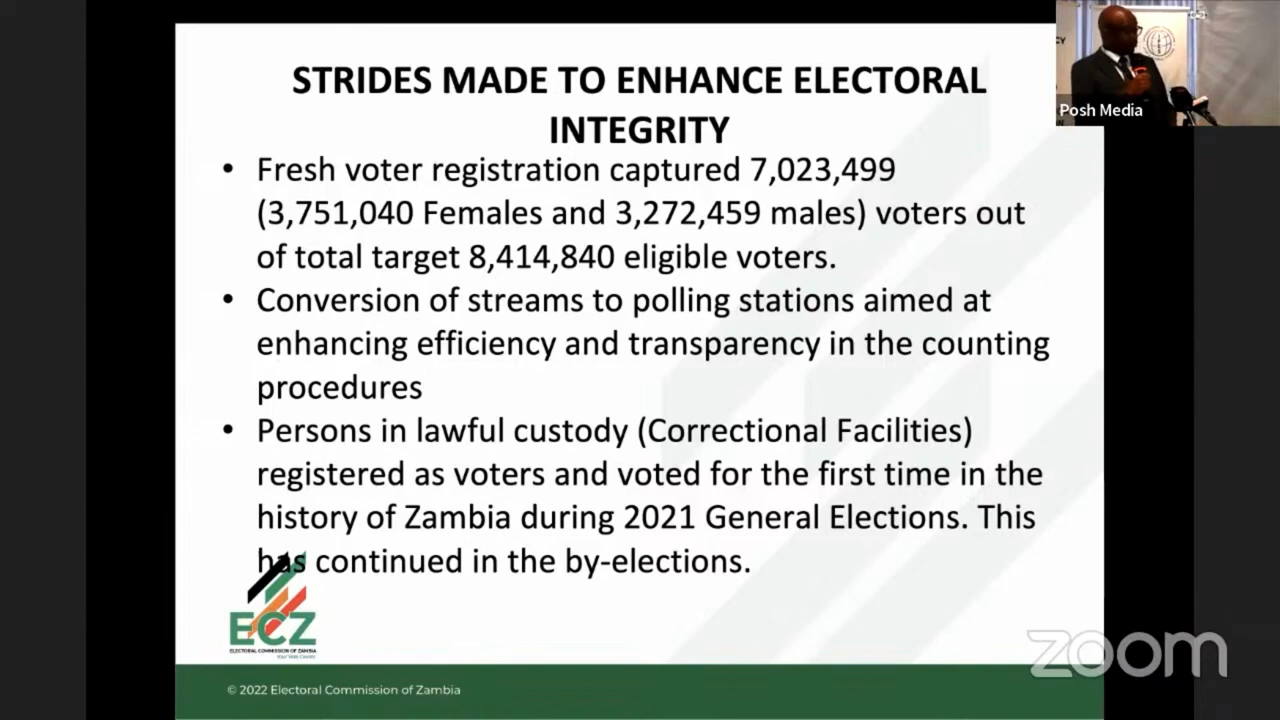 STRIDES MADE TO ENHANCE ELECTORAL
INTEGRITY
• Fresh voter registration captured 7,023,499
(3,751,040 Females and 3,272,459 males) voters out
of total target 8,414,840 eligible voters.
• Conversion of streams to polling stations aimed at
enhancing efficiency and transparency in the counting
procedures
• Persons in lawful custody (Correctional Facilities)
registered as voters and voted for the first time in the
history of Zambia during 2021 General Elections. This
has continued in the by-elections.
ECZ
ELECTORAL COMMISSION OF ZAMBIA
© 2022 Electoral Commission of Zambia
Posh Media
zoom